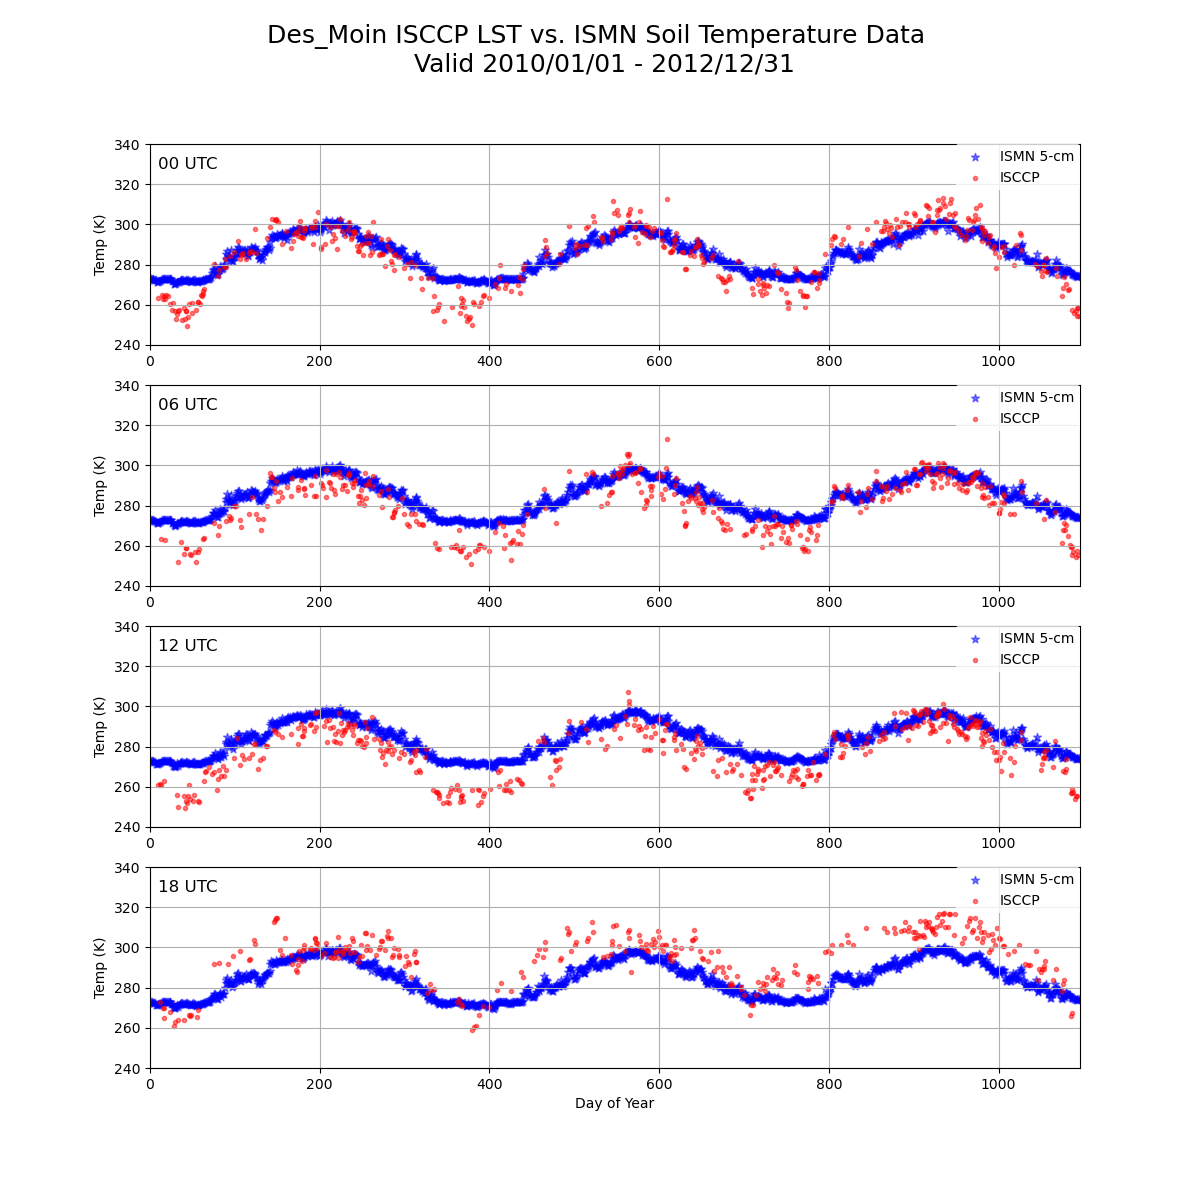 Des_Moin ISCCP LST vs. ISMN Soil Temperature Data
Valid 2010/01/01 - 2012/12/31
340
320
300
280
260
240
Temp (K)
00 UTC
ISMN 5-cm
ISCCP
0 200 400 600 800 1000
340
320
300
280
260
240
Temp (K)
06 UTC
ISMN 5-cm
ISCCP
0 200 400 600 800 1000
340
320
300
280
260
240
Temp (K)
12 UTC
ISMN 5-cm
ISCCP
0 200 400 600 800 1000
340
320
300
280
260
240
Temp (K)
18 UTC
ISMN 5-cm
ISCCP
0 200 400 600 800 1000
Day of Year